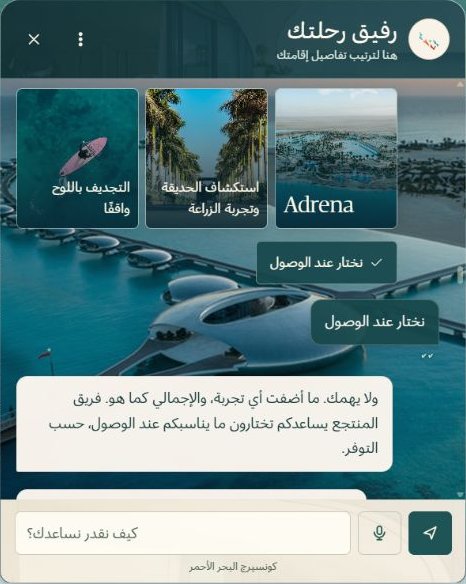 رفيق رحلتك
هنا لترتيب تفاصيل إقامتك
Adrena
استكشاف الحديقة
وتجربة الزراعة
التجديف باللوح
واقفًا
نختار عند الوصول
نختار عند الوصول
ولا يهمك. ما أضفت أي تجربة، والإجمالي كما هو. فريق
المنتجع يساعدكم تختارون ما يناسبكم عند الوصول، حسب
التوفر.
كيف نقدر نساعدك؟
كونسيرج البحر الأحمر